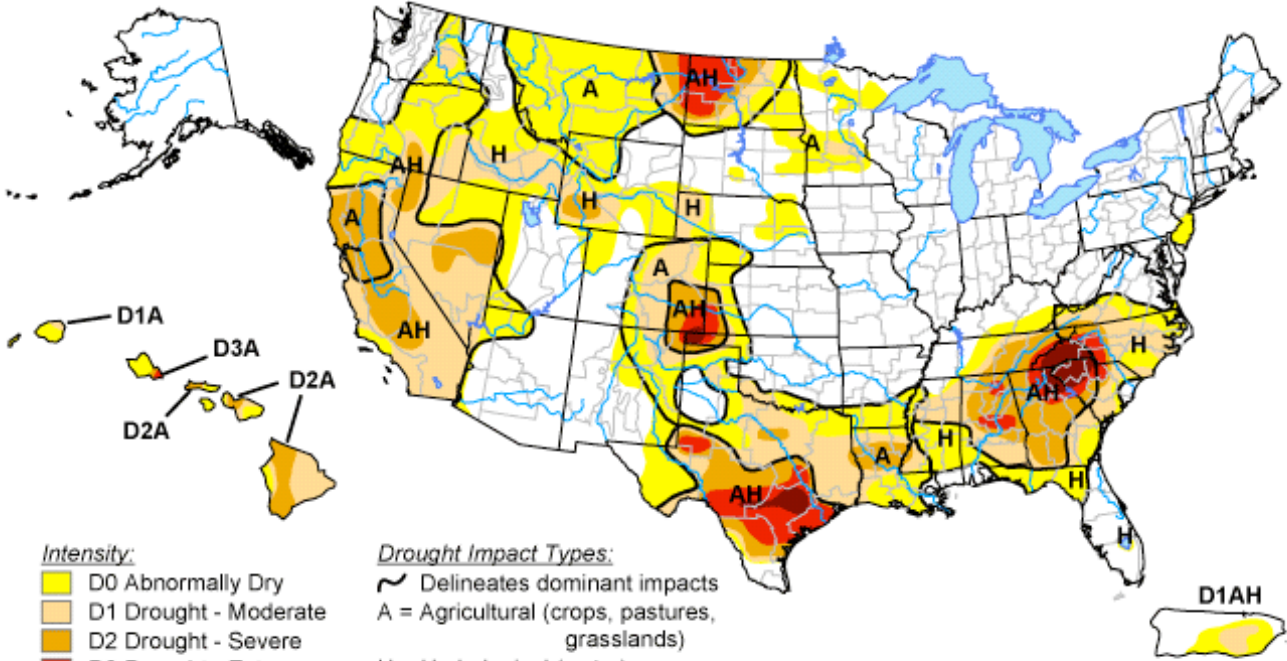 A
AH
A
H
AH
H
H
A
A
D1A
AH
AH
H
D3A
D2A
AH
D2A
H
A
AH
H
H
Intensity:
D0 Abnormally Dry
D1 Drought - Moderate
D2 Drought - Severe
Drought Impact Types:
Delineates dominant impacts
A = Agricultural (crops, pastures,
grasslands)
D1AH